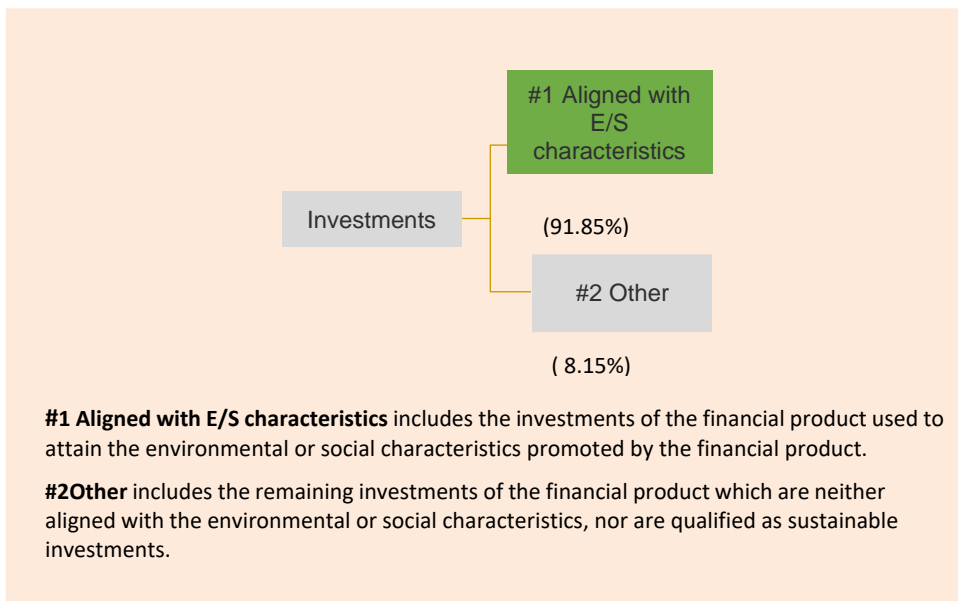 #1 Aligned with
E/S
characteristics
Investments
(91.85%)
#2 Other
( 8.15%)
#1 Aligned with E/S characteristics includes the investments of the financial product used to
attain the environmental or social characteristics promoted by the financial product.
#2Other includes the remaining investments of the financial product which are neither
aligned with the environmental or social characteristics, nor are qualified as sustainable
investments.